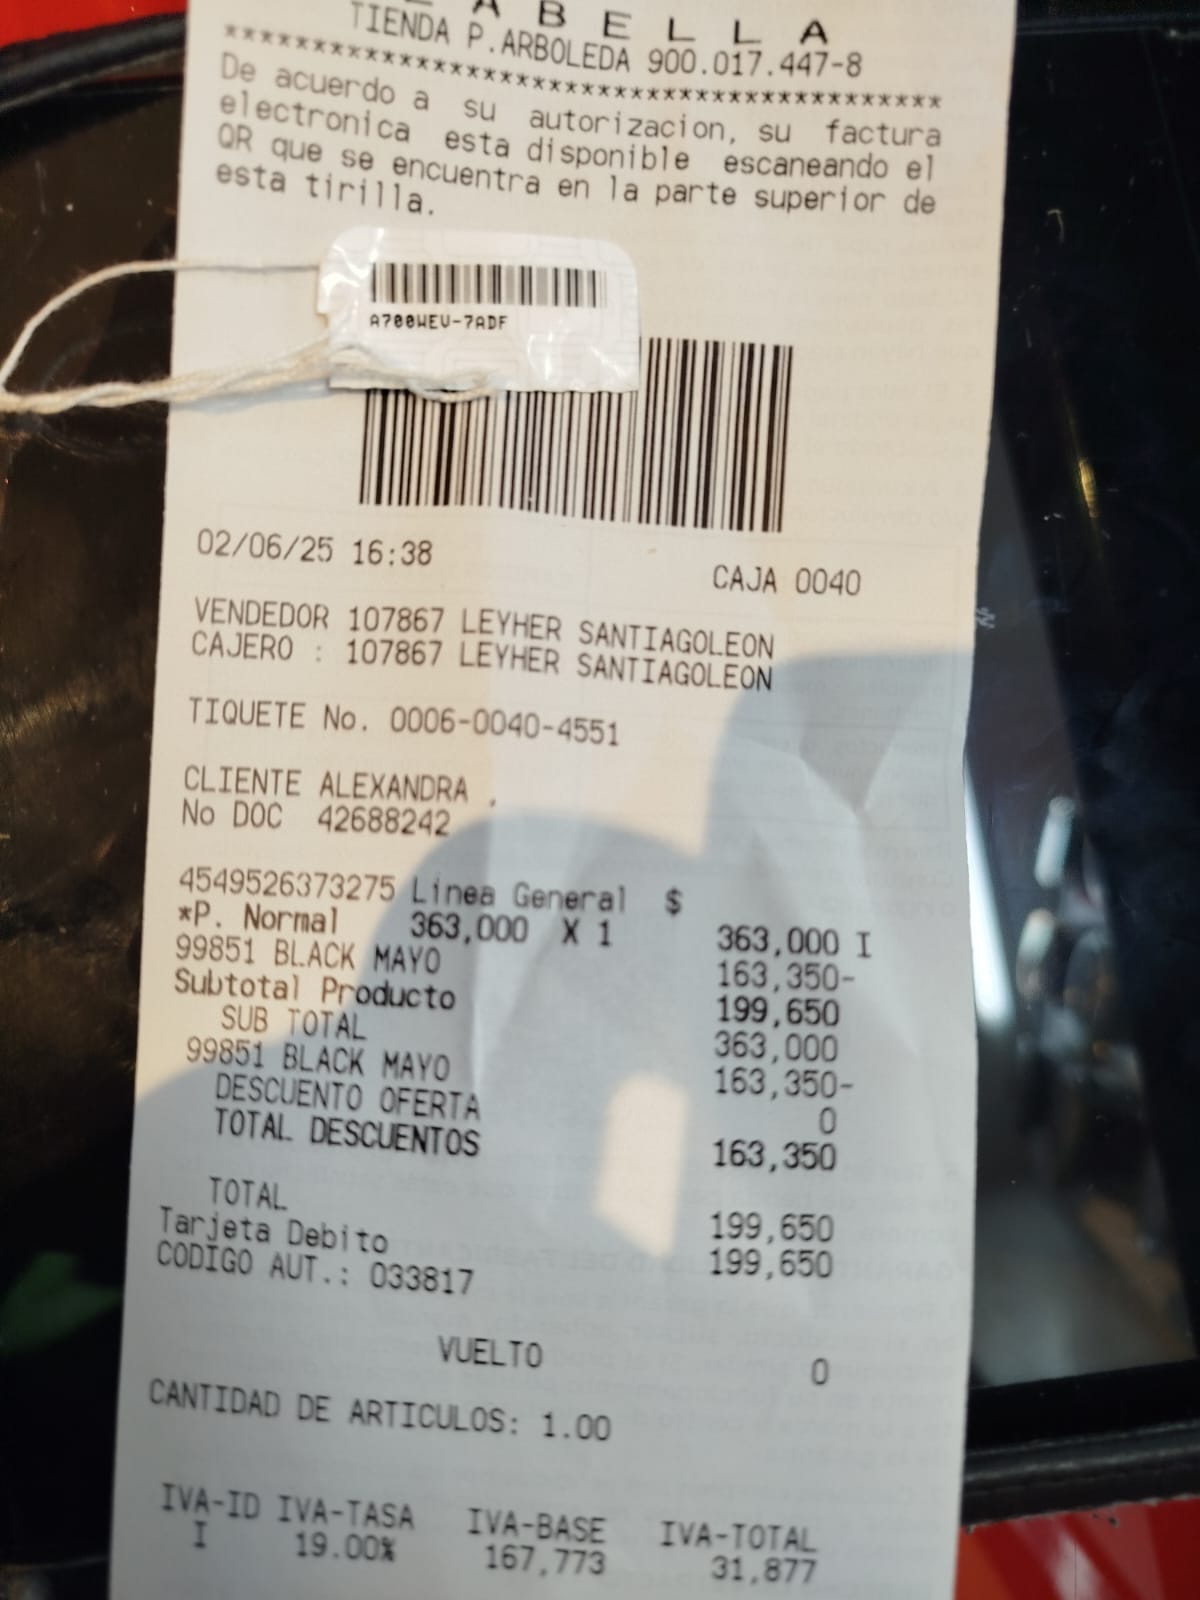 A B E L L A
TIENDA P.ARBOLEDA 900.017.447-8
******************************************
De acuerdo a su autorizacion, su factura
electronica esta disponible escaneando el
QR que se encuentra en la parte superior de
esta tirilla.
A700WEV-7ADF
02/06/25 16:38 CAJA 0040
VENDEDOR 107867 LEYHER SANTIAGOLEON
CAJERO : 107867 LEYHER SANTIAGOLEON
TIQUETE No. 0006-0040-4551
CLIENTE ALEXANDRA .
No DOC 42688242
4549526373275 Linea General $
*P. Normal 363,000 X 1 363,000 I
99851 BLACK MAYO 163,350-
Subtotal Producto 199,650
SUB TOTAL 363,000
99851 BLACK MAYO 163,350-
DESCUENTO OFERTA 0
TOTAL DESCUENTOS 163,350
TOTAL 199,650
Tarjeta Debito 199,650
CODIGO AUT.: 033817
VUELTO 0
CANTIDAD DE ARTICULOS: 1.00
IVA-ID IVA-TASA IVA-BASE IVA-TOTAL
I 19.00% 167,773 31,877